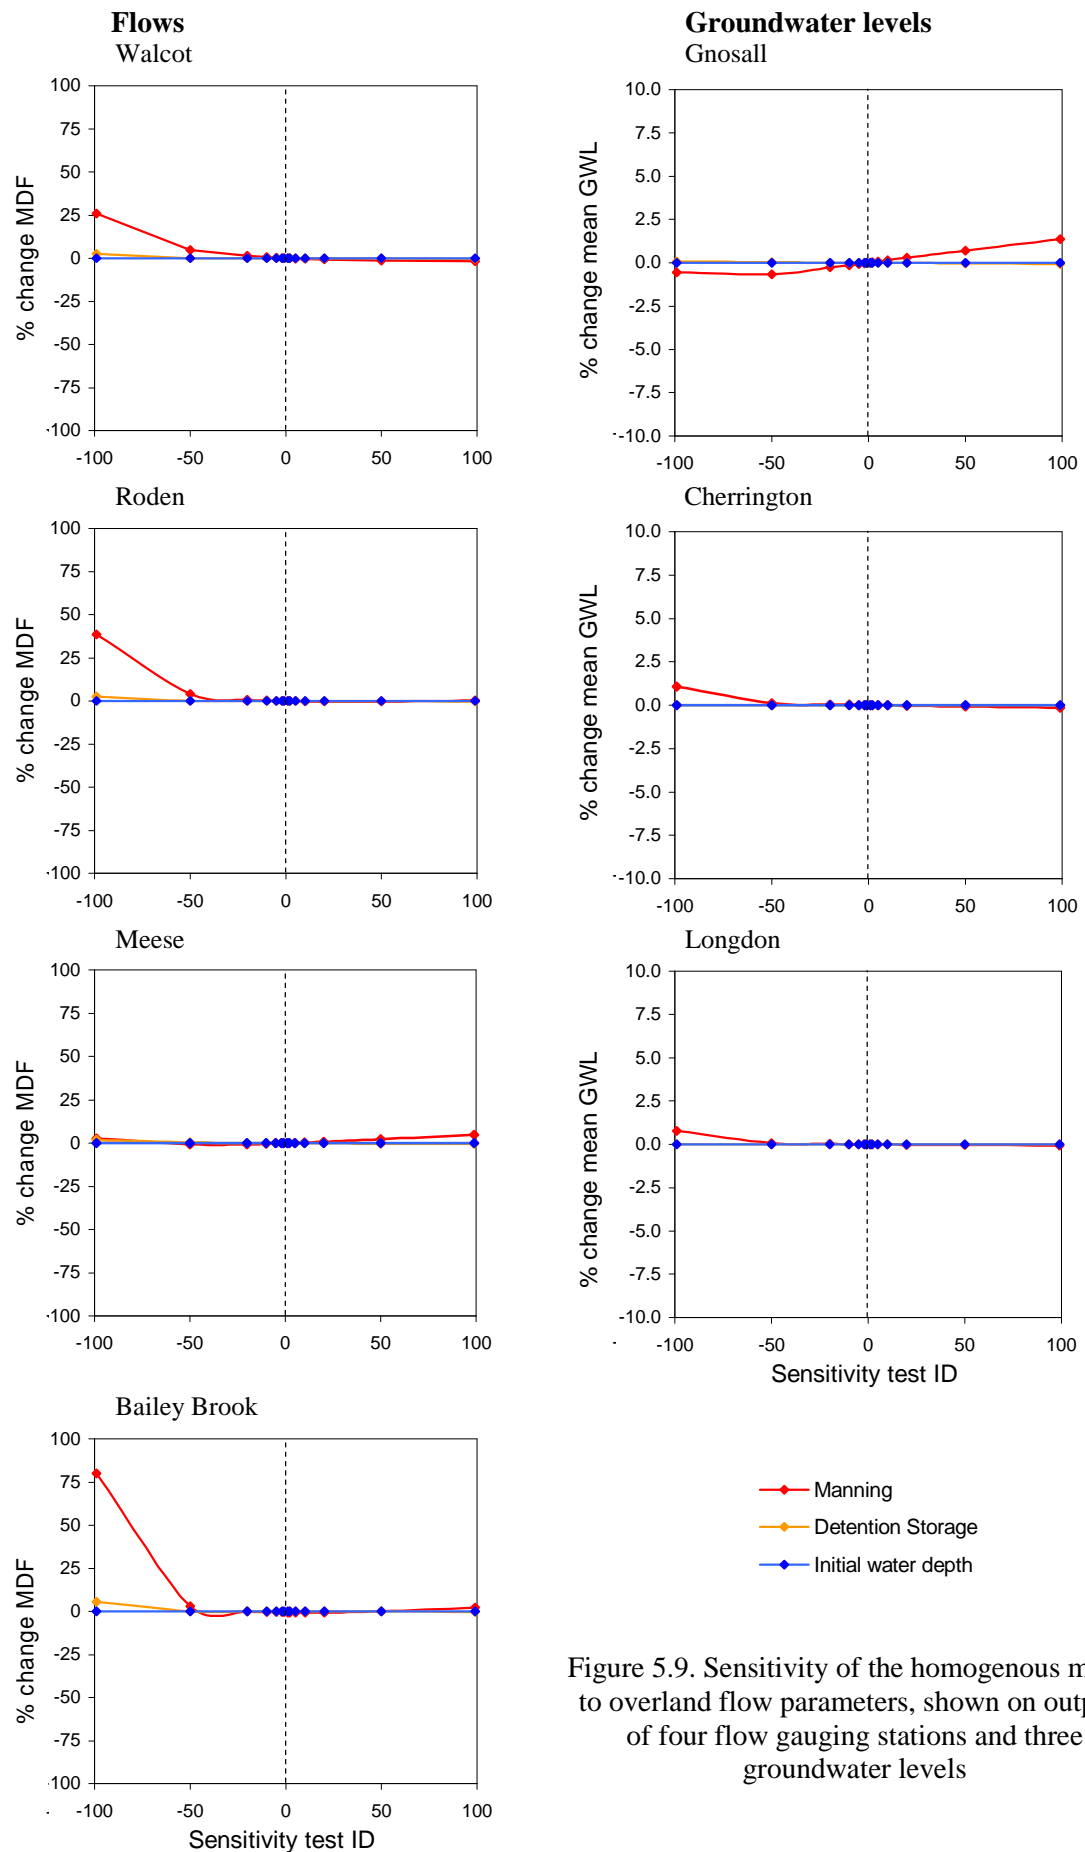 Flows
Walcot
100
75
50
25
0
-25
-50
-75
-100
% change MDF
-100 -50 0 50 100
Roden
100
75
50
25
0
-25
-50
-75
-100
% change MDF
-100 -50 0 50 100
Meese
100
75
50
25
0
-25
-50
-75
-100
% change MDF
-100 -50 0 50 100
Bailey Brook
100
75
50
25
0
-25
-50
-75
-100
% change MDF
-100 -50 0 50 100
Sensitivity test ID
Groundwater levels
Gnosall
10.0
7.5
5.0
2.5
0.0
-2.5
-5.0
-7.5
-10.0
% change mean GWL
-100 -50 0 50 100
Cherrington
10.0
7.5
5.0
2.5
0.0
-2.5
-5.0
-7.5
-10.0
% change mean GWL
-100 -50 0 50 100
Longdon
10.0
7.5
5.0
2.5
0.0
-2.5
-5.0
-7.5
-10.0
% change mean GWL
-100 -50 0 50 100
Sensitivity test ID
Manning
Detention Storage
Initial water depth
Figure 5.9. Sensitivity of the homogenous
to overland flow parameters, shown on
of four flow gauging stations and three
groundwater levels